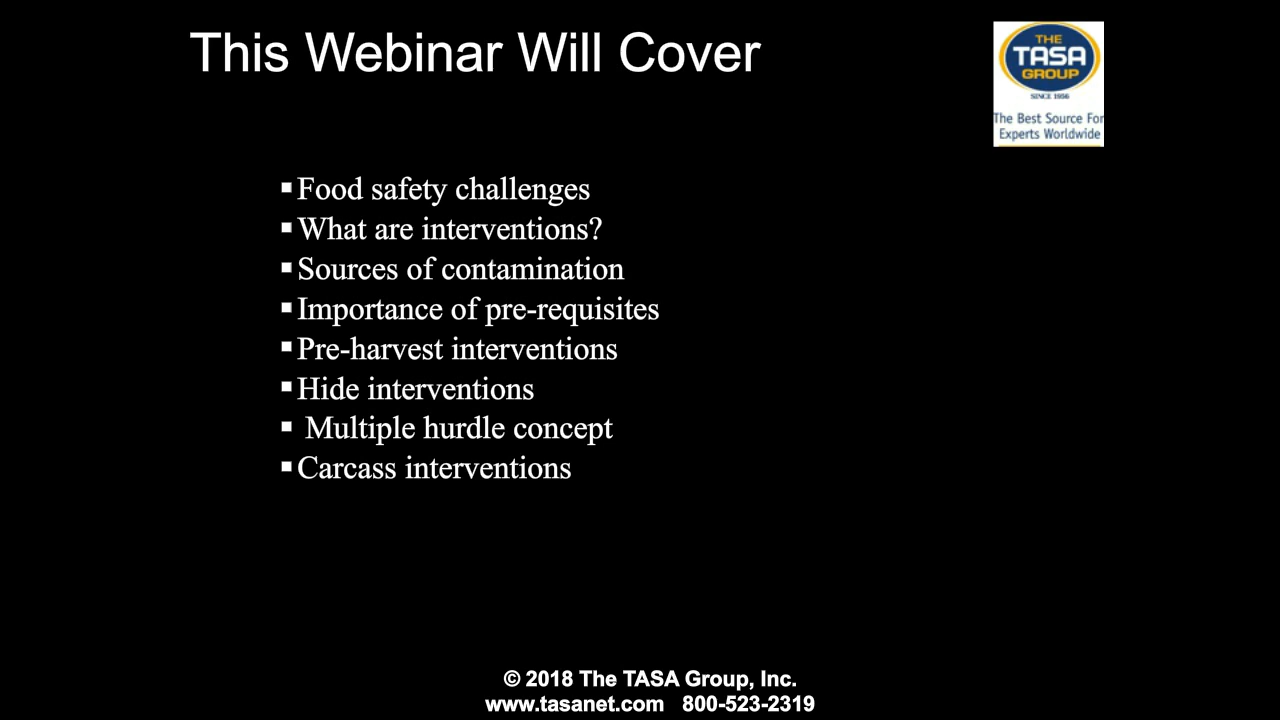 This Webinar Will Cover
THE
TASA
GROUP
SINCE 1956
The Best Source For
Experts Worldwide
▪Food safety challenges
▪What are interventions?
▪Sources of contamination
▪Importance of pre-requisites
▪Pre-harvest interventions
▪Hide interventions
▪ Multiple hurdle concept
▪Carcass interventions
© 2018 The TASA Group, Inc.
www.tasanet.com 800-523-2319